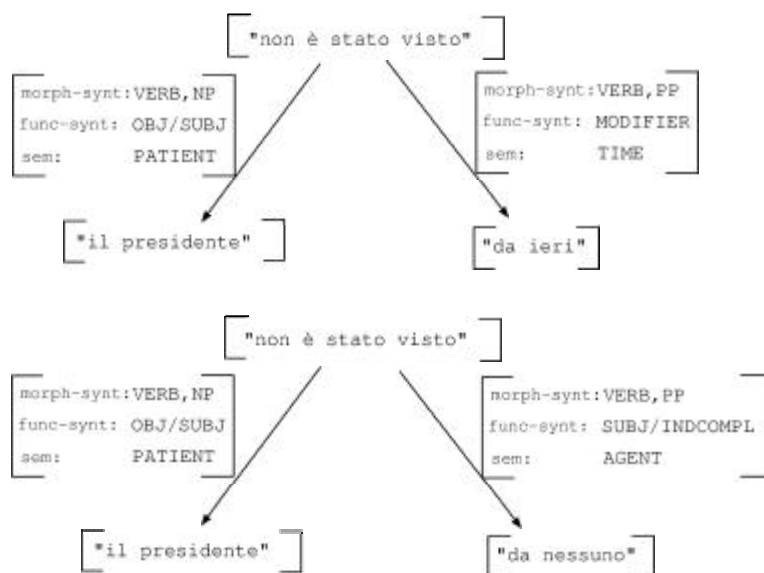 "non è stato visto"
morph-synt:VERB,NP
func-synt: OBJ/SUBJ
sem: PATIENT
morph-synt:VERB,PP
func-synt: MODIFIER
sem: TIME
"il presidente"
"da ieri"
"non è stato visto"
morph-synt:VERB,NP
func-synt: OBJ/SUBJ
sem: PATIENT
morph-synt:VERB,PP
func-synt: SUBJ/INDCOMPL
sem: AGENT
"il presidente"
"da nessuno"